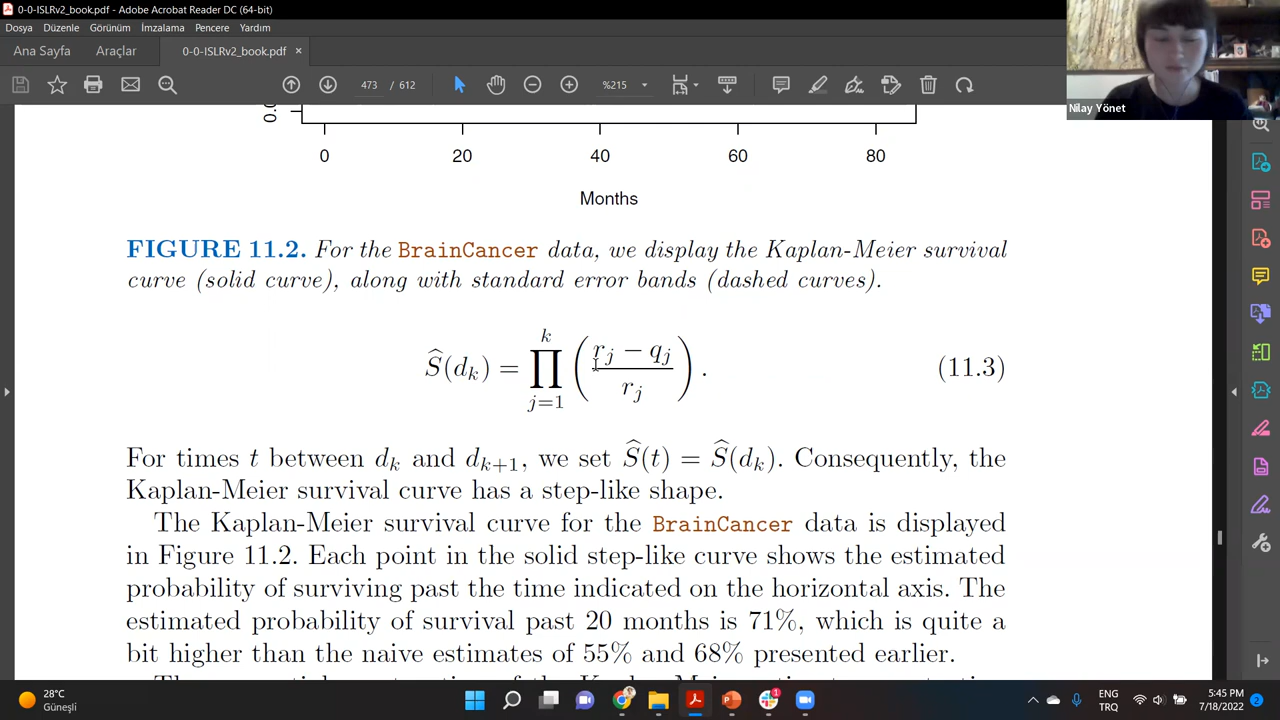 0-0-ISLRv2_book.pdf - Adobe Acrobat Reader DC (64-bit)
Dosya Düzenle Görünüm İmzalama Pencere Yardım
Ana Sayfa Araçlar 0-0-ISLRv2_book.pdf ×
473 / 612 %215
Nilay Yönet
0.0
0 20 40 60 80
Months
FIGURE 11.2. For the BrainCancer data, we display the Kaplan-Meier survival
curve (solid curve), along with standard error bands (dashed curves).
Ŝ(d_k) = ∏_{j=1}^{k} ( (r_j − q_j) / r_j ) . (11.3)
For times t between d_k and d_{k+1}, we set Ŝ(t) = Ŝ(d_k). Consequently, the
Kaplan-Meier survival curve has a step-like shape.
The Kaplan-Meier survival curve for the BrainCancer data is displayed
in Figure 11.2. Each point in the solid step-like curve shows the estimated
probability of surviving past the time indicated on the horizontal axis. The
estimated probability of survival past 20 months is 71%, which is quite a
bit higher than the naive estimates of 55% and 68% presented earlier.
28°C
Güneşli
ENG
TRQ
5:45 PM
7/18/2022
2
1